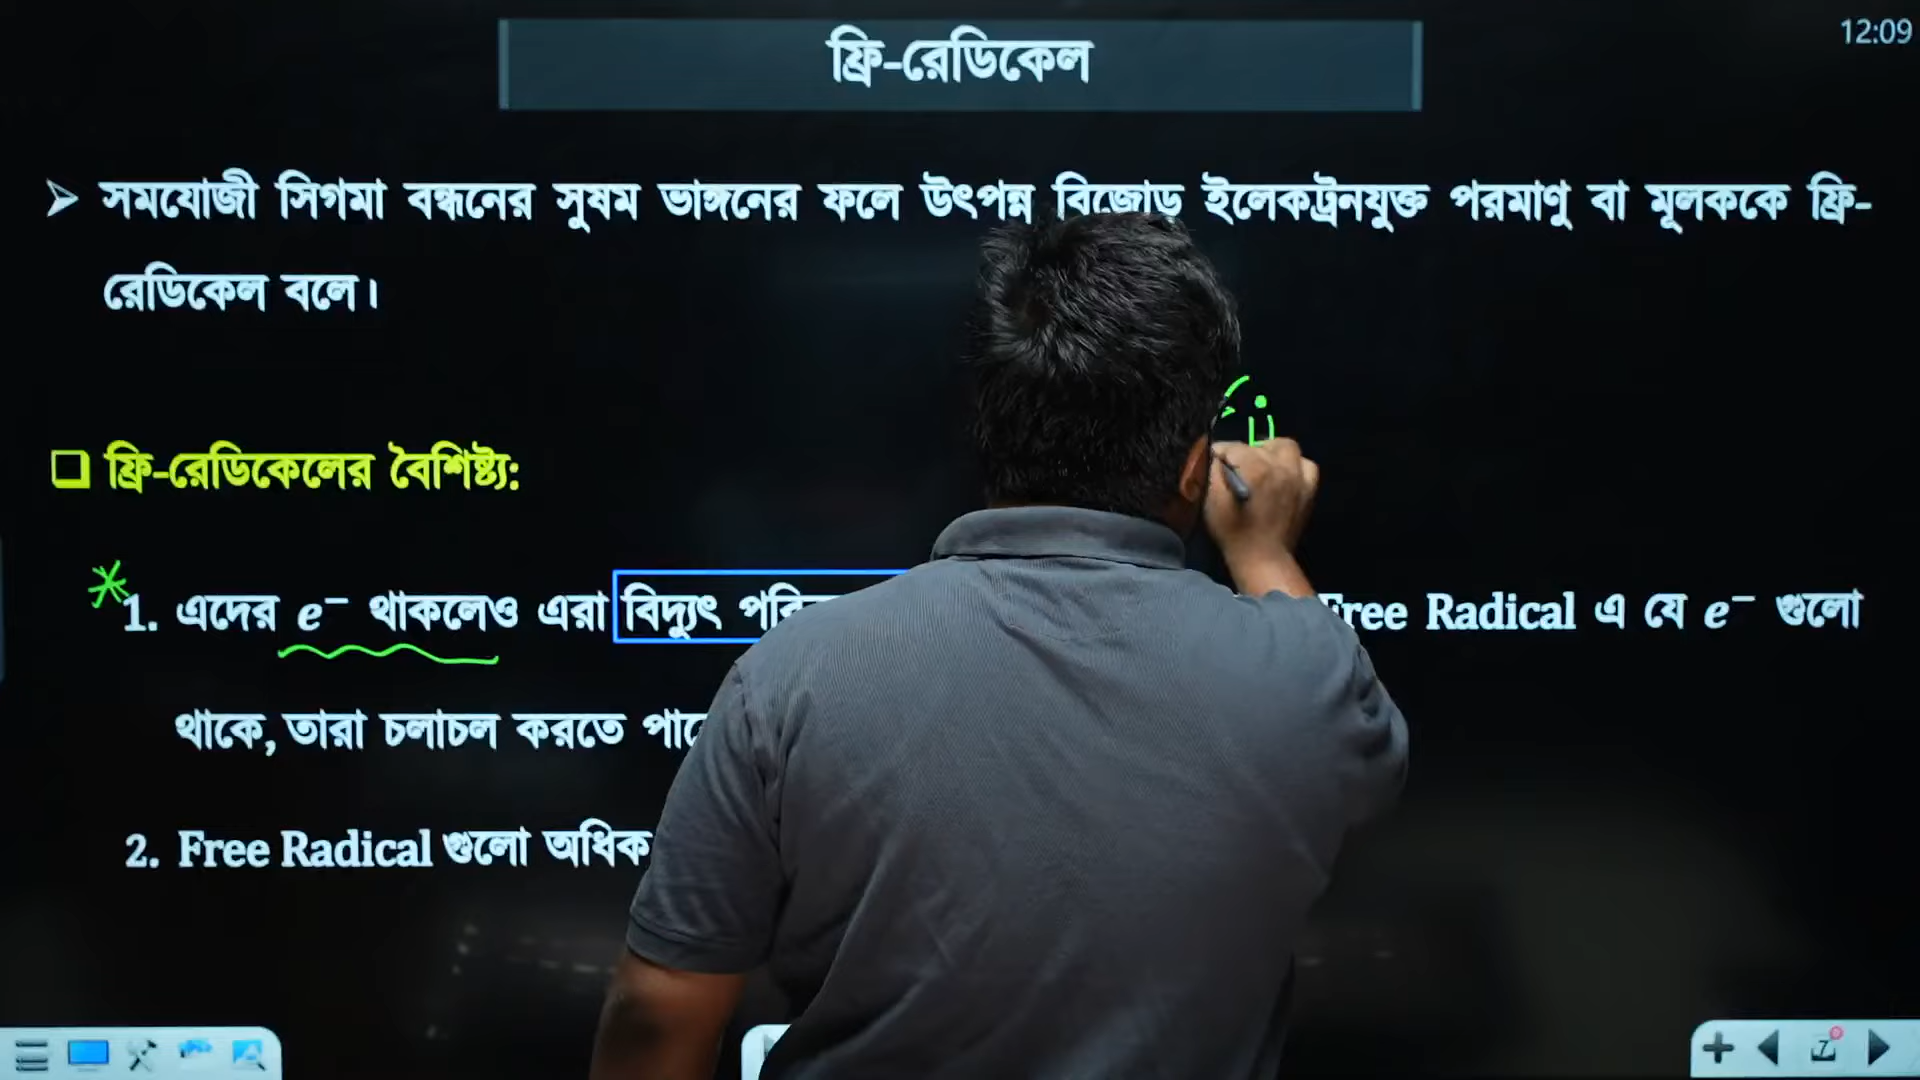 12:09
ফ্রি-রেডিকেল
➢ সমযোজী সিগমা বন্ধনের সুষম ভাঙ্গনের ফলে উৎপন্ন বিজোড় ইলেকট্রনযুক্ত পরমাণু বা মূলককে ফ্রি-
রেডিকেল বলে।
❑ ফ্রি-রেডিকেলের বৈশিষ্ট্য:
*1. এদের e⁻ থাকলেও এরা বিদ্যুৎ Free Radical এ যে e⁻ গুলো
থাকে, তারা চলাচল করতে
2. Free Radical গুলো অধিক
7